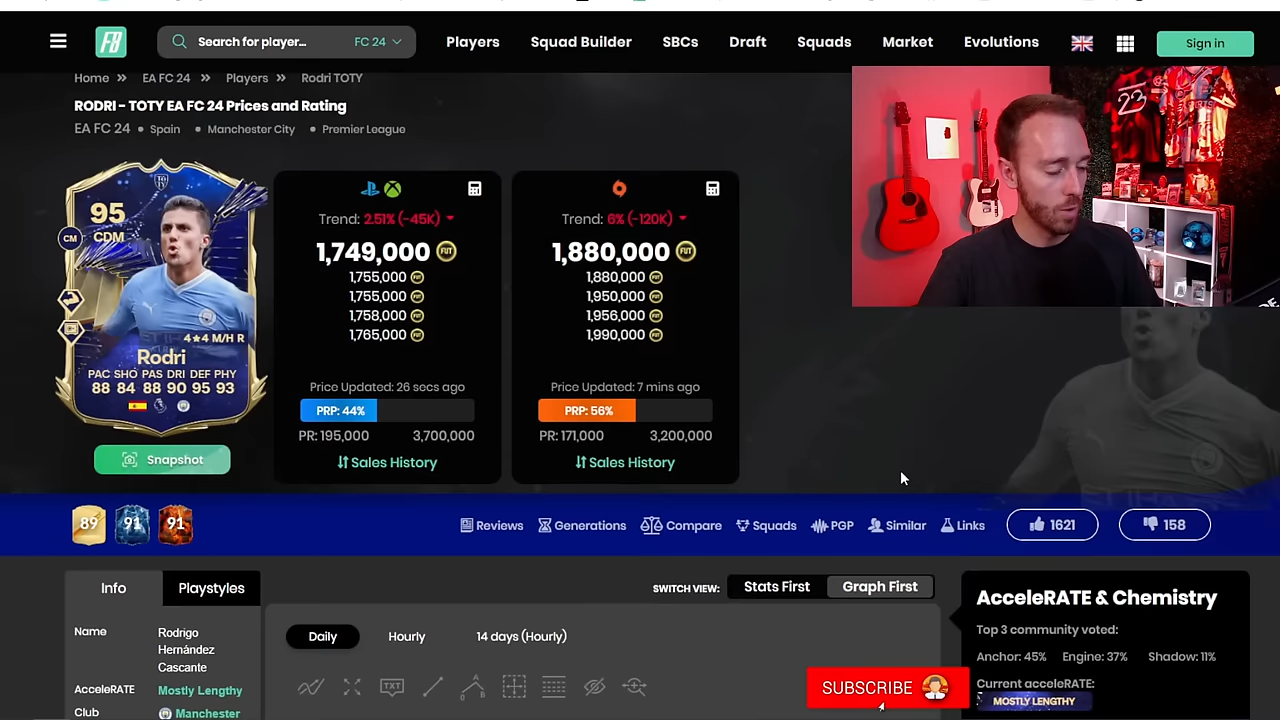 FB
Search for player...
FC 24
Players
Squad Builder
SBCs
Draft
Squads
Market
Evolutions
Sign in
Home » EA FC 24 » Players » Rodri TOTY
RODRI - TOTY EA FC 24 Prices and Rating
EA FC 24 • Spain • Manchester City • Premier League
95
CDM
CM
4★4 M/H R
Rodri
PAC SHO PAS DRI DEF PHY
88 84 88 90 95 93
Snapshot
Trend: 2.51% (-45K)
1,749,000 FUT
1,755,000
1,755,000
1,758,000
1,765,000
Price Updated: 26 secs ago
PRP: 44%
PR: 195,000
3,700,000
Sales History
Trend: 6% (-120K)
1,880,000 FUT
1,880,000
1,950,000
1,956,000
1,990,000
Price Updated: 7 mins ago
PRP: 56%
PR: 171,000
3,200,000
Sales History
23
89
91
91
Reviews
Generations
Compare
Squads
PGP
Similar
Links
1621
158
Info
Playstyles
Name
Rodrigo
Hernández
Cascante
AcceleRATE
Mostly Lengthy
Club
Manchester
SWITCH VIEW:
Stats First
Graph First
Daily
Hourly
14 days (Hourly)
TXT
AcceleRATE & Chemistry
Top 3 community voted:
Anchor: 45%
Engine: 37%
Shadow: 11%
Current acceleRATE:
MOSTLY LENGTHY
SUBSCRIBE